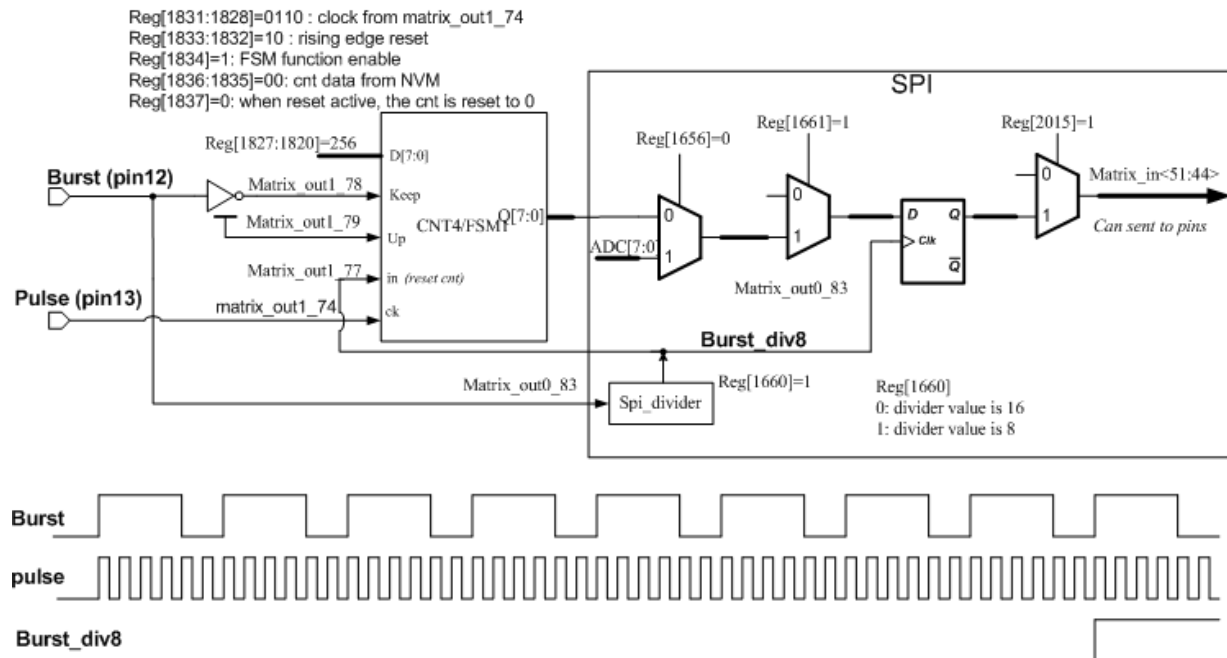 Reg[1831:1828]=0110 : clock from matrix_out1_74
Reg[1833:1832]=10 : rising edge reset
Reg[1834]=1: FSM function enable
Reg[1836:1835]=00: cnt data from NVM
Reg[1837]=0: when reset active, the cnt is reset to 0
SPI
Reg[1656]=0
Reg[1661]=1
Reg[2015]=1
Reg[1827:1820]=256
D[7:0]
Burst (pin12)
Matrix_out1_78
Keep
Matrix_out1_79
Up
CNT4/FSM1
Q[7:0]
0
1
ADC[7:0]
0
1
D
Q
Clk
Q
0
1
Matrix_in<51:44>
Can sent to pins
Matrix_out1_77
in (reset cnt)
Matrix_out0_83
Pulse (pin13)
matrix_out1_74
ck
Burst_div8
Matrix_out0_83
Spi_divider
Reg[1660]=1
Reg[1660]
0: divider value is 16
1: divider value is 8
Burst
pulse
Burst_div8